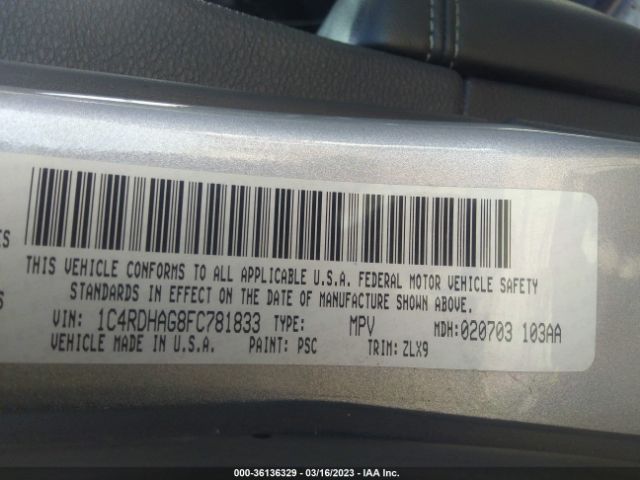 ES
THIS VEHICLE CONFORMS TO ALL APPLICABLE U.S.A. FEDERAL MOTOR VEHICLE SAFETY
S
STANDARDS IN EFFECT ON THE DATE OF MANUFACTURE SHOWN ABOVE.
VIN: 1C4RDHAG8FC781833 TYPE: MPV MDH:020703 103AA
VEHICLE MADE IN U.S.A. PAINT: PSC TRIM: ZLX9
000-36136329 - 03/16/2023 - IAA Inc.